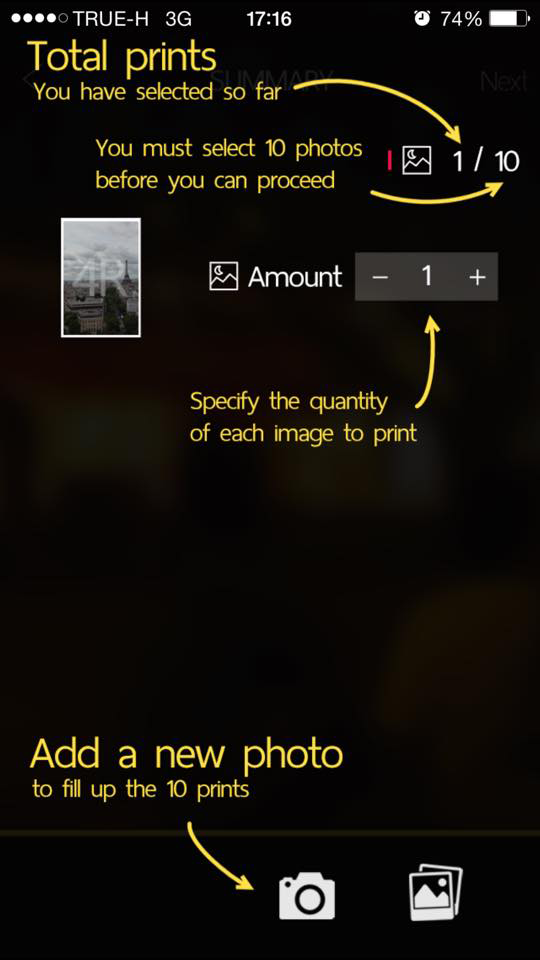 TRUE-H 3G 17:16 74%
Total prints
SUMMARY Next
You have selected so far
You must select 10 photos
before you can proceed
1 / 10
4R
Amount − 1 +
Specify the quantity
of each image to print
Add a new photo
to fill up the 10 prints